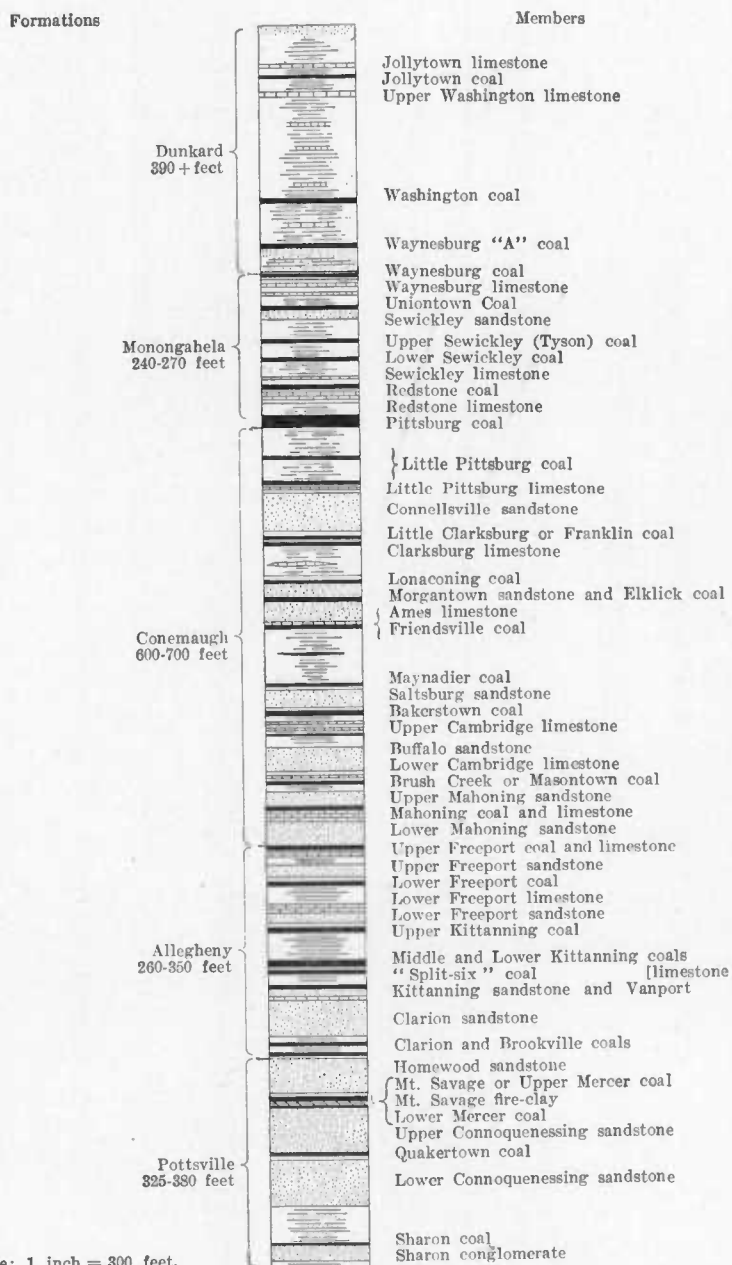 Formations Members
Jollytown limestone
Jollytown coal
Upper Washington limestone
Dunkard
390 + feet
Washington coal
Waynesburg "A" coal
Waynesburg coal
Waynesburg limestone
Uniontown Coal
Sewickley sandstone
Monongahela
240-270 feet
Upper Sewickley (Tyson) coal
Lower Sewickley coal
Sewickley limestone
Redstone coal
Redstone limestone
Pittsburg coal
Little Pittsburg coal
Little Pittsburg limestone
Connellsville sandstone
Little Clarksburg or Franklin coal
Clarksburg limestone
Lonaconing coal
Morgantown sandstone and Elklick coal
Ames limestone
Friendsville coal
Conemaugh
600-700 feet
Maynadier coal
Saltsburg sandstone
Bakerstown coal
Upper Cambridge limestone
Buffalo sandstone
Lower Cambridge limestone
Brush Creek or Masontown coal
Upper Mahoning sandstone
Mahoning coal and limestone
Lower Mahoning sandstone
Upper Freeport coal and limestone
Upper Freeport sandstone
Lower Freeport coal
Lower Freeport limestone
Lower Freeport sandstone
Upper Kittanning coal
Allegheny
260-350 feet
Middle and Lower Kittanning coals
"Split-six" coal [limestone
Kittanning sandstone and Vanport
Clarion sandstone
Clarion and Brookville coals
Homewood sandstone
Mt. Savage or Upper Mercer coal
Mt. Savage fire-clay
Lower Mercer coal
Upper Connoquenessing sandstone
Quakertown coal
Pottsville
325-380 feet
Lower Connoquenessing sandstone
Sharon coal
Sharon conglomerate
1 inch = 300 feet.